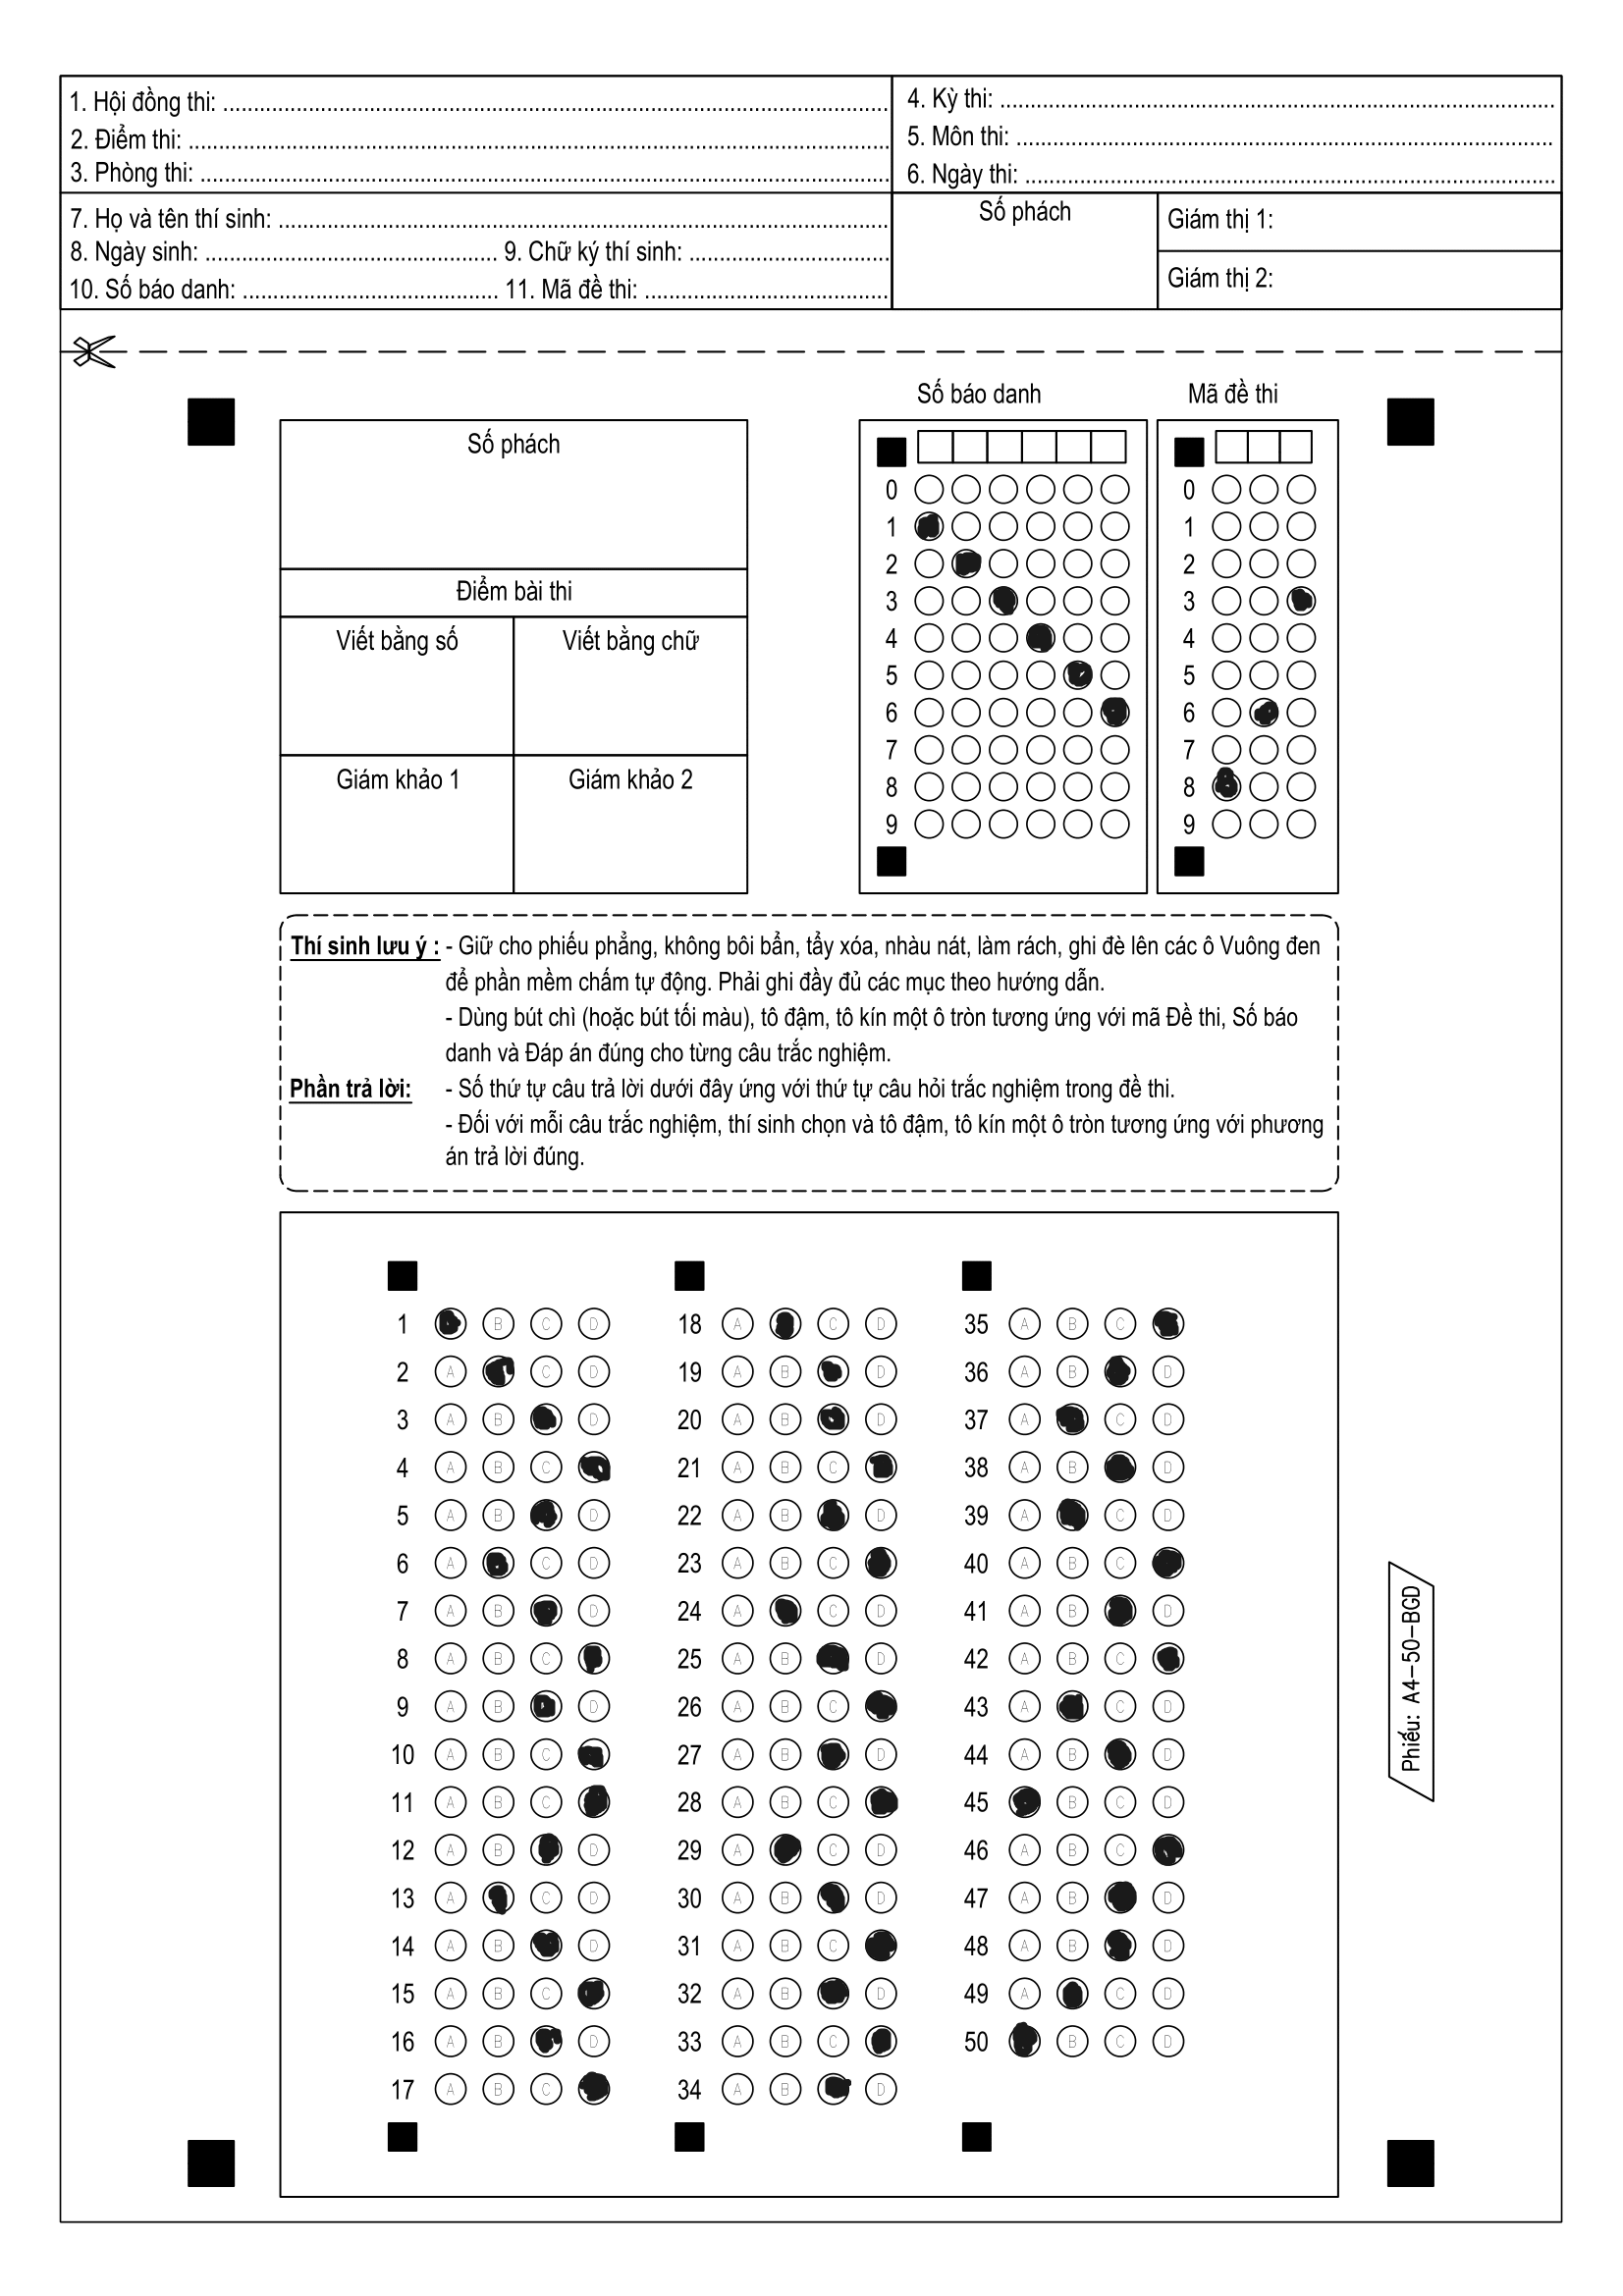 1. Hội đồng thi: ............................................................
4. Kỳ thi: ............................................................
2. Điểm thi: ............................................................
5. Môn thi: ............................................................
3. Phòng thi: ............................................................
6. Ngày thi: ............................................................
7. Họ và tên thí sinh: ............................................................
8. Ngày sinh: ........................................ 9. Chữ ký thí sinh: ............................
10. Số báo danh: .................................... 11. Mã đề thi: ..................................
Số phách
Giám thị 1:
Giám thị 2:
Số báo danh
Mã đề thi
Số phách
Điểm bài thi
Viết bằng số Viết bằng chữ
Giám khảo 1 Giám khảo 2
0 0
1 1
2 2
3 3
4 4
5 5
6 6
7 7
8 8
9 9
Thí sinh lưu ý : - Giữ cho phiếu phẳng, không bôi bẩn, tẩy xóa, nhàu nát, làm rách, ghi đè lên các ô Vuông đen
để phần mềm chấm tự động. Phải ghi đầy đủ các mục theo hướng dẫn.
- Dùng bút chì (hoặc bút tối màu), tô đậm, tô kín một ô tròn tương ứng với mã Đề thi, Số báo
danh và Đáp án đúng cho từng câu trắc nghiệm.
Phần trả lời: - Số thứ tự câu trả lời dưới đây ứng với thứ tự câu hỏi trắc nghiệm trong đề thi.
- Đối với mỗi câu trắc nghiệm, thí sinh chọn và tô đậm, tô kín một ô tròn tương ứng với phương
án trả lời đúng.
1 B C D 18 A C D 35 A B C
2 A C D 19 A B D 36 A B D
3 A B D 20 A B D 37 A C D
4 A B C 21 A B C 38 A B D
5 A B D 22 A B D 39 A C D
6 A C D 23 A B C 40 A B C
7 A B D 24 A C D 41 A B D
8 A B C 25 A B D 42 A B C
9 A B D 26 A B C 43 A C D
10 A B C 27 A B D 44 A B D
11 A B C 28 A B C 45 B C D
12 A B D 29 A C D 46 A B C
13 A C D 30 A B D 47 A B D
14 A B D 31 A B C 48 A B D
15 A B C 32 A B D 49 A C D
16 A B D 33 A B C 50 B C D
17 A B C 34 A B D
Phiếu: A4-50-BGD